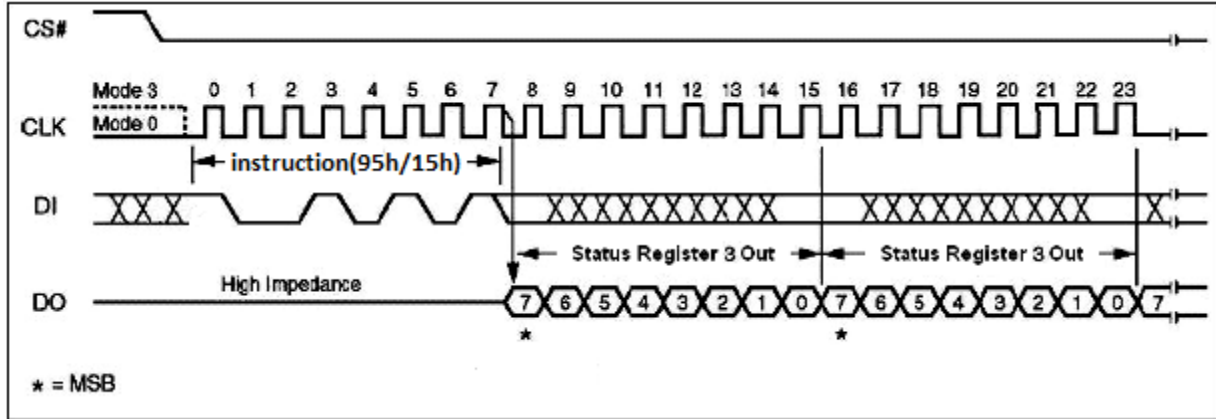 CS#
Mode 3 0 1 2 3 4 5 6 7 8 9 10 11 12 13 14 15 16 17 18 19 20 21 22 23
CLK Mode 0
instruction(95h/15h)
DI
Status Register 3 Out Status Register 3 Out
High Impedance
DO 7 6 5 4 3 2 1 0 7 6 5 4 3 2 1 0 7
* *
* = MSB